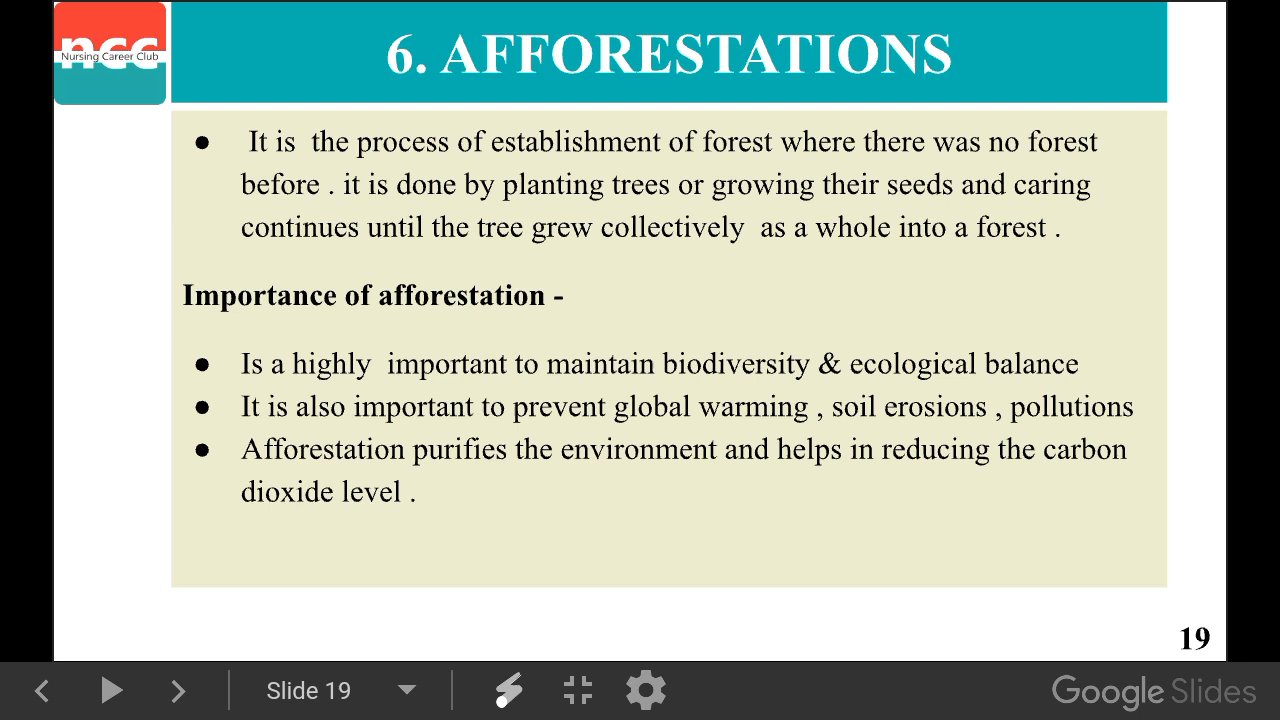 ncc
Nursing Career Club
6. AFFORESTATIONS
● It is the process of establishment of forest where there was no forest
before . it is done by planting trees or growing their seeds and caring
continues until the tree grew collectively as a whole into a forest .
Importance of afforestation -
● Is a highly important to maintain biodiversity & ecological balance
● It is also important to prevent global warming , soil erosions , pollutions
● Afforestation purifies the environment and helps in reducing the carbon
dioxide level .
19
Slide 19
Google Slides